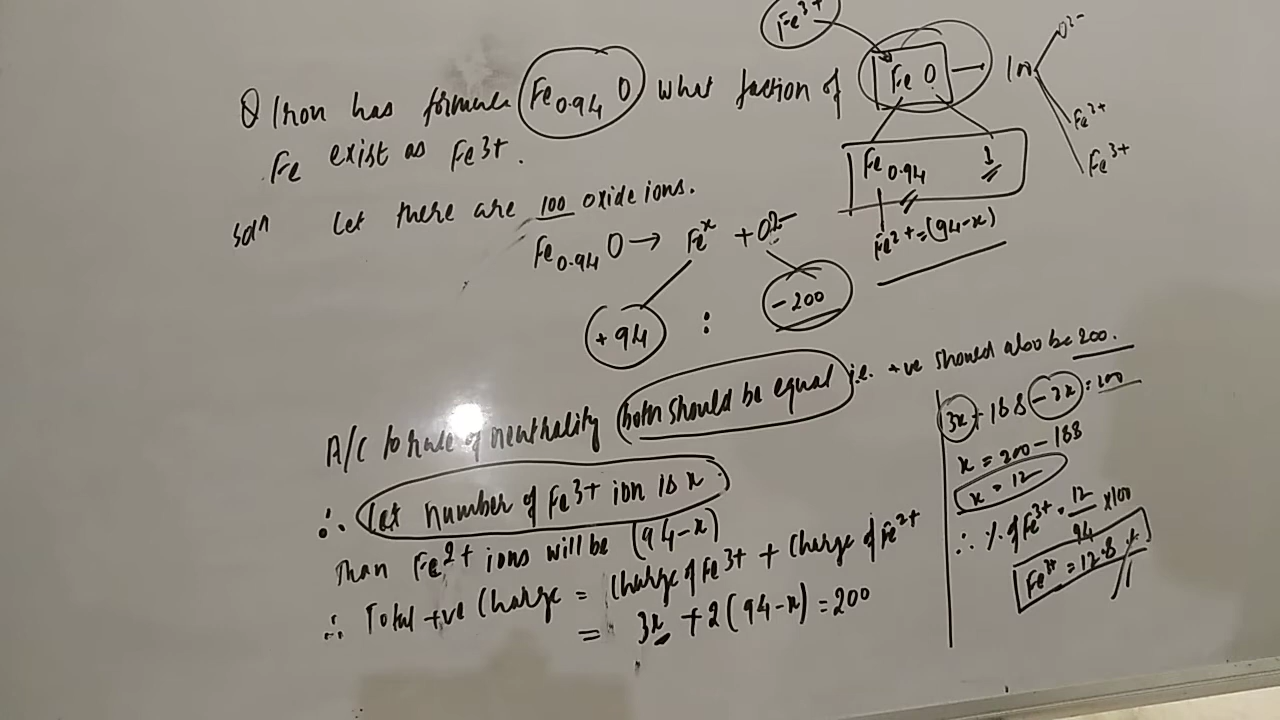 Q Iron has formula Fe0.94 O what faction of
Fe exist as Fe3+.
Fe3+
Fe O
O2-
Fe2+
Fe3+
Fe0.94 1
Fe2+ = (94-x)
Soln Let there are 100 oxide ions.
Fe0.94 O → Fex + O2-
+94 : -200
A/C to rule of neutrality both should be equal i.e. +ve should also be 200.
∴ Let number of Fe3+ ion is x.
Than Fe2+ ions will be (94-x)
∴ Total +ve Charge = Charge of Fe3+ + Charge of Fe2+
= 3x + 2(94-x) = 200
3x + 188 - 2x = 200
x = 200 - 188
x = 12
∴ % of Fe3+ = 12/94 x100
= 12.8 %